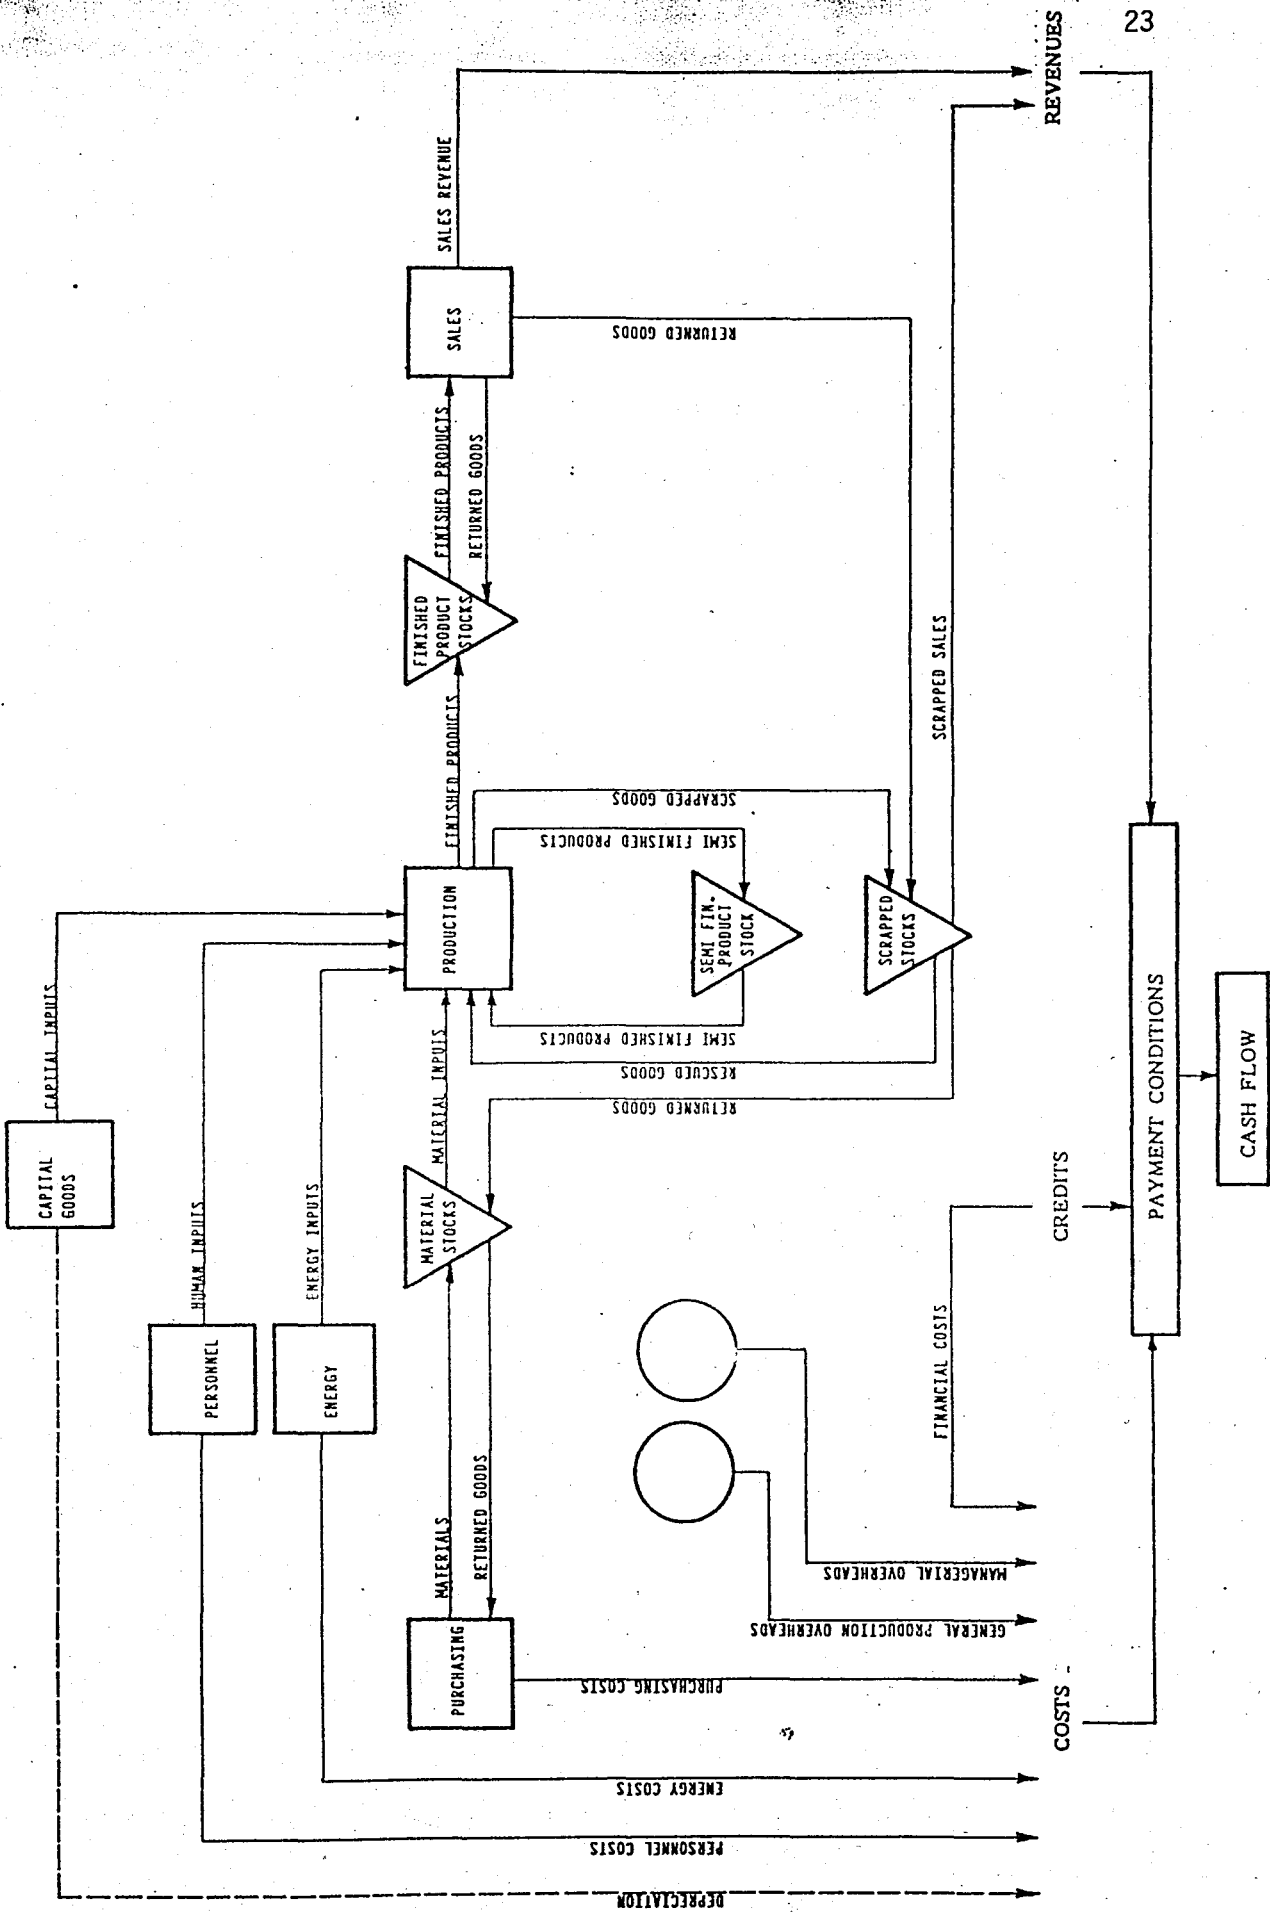 23
CAPITAL
GOODS
CAPITAL INPUTS
DEPRECIATION
PERSONNEL
HUMAN INPUTS
PERSONNEL COSTS
ENERGY
ENERGY INPUTS
ENERGY COSTS
PURCHASING
MATERIALS
RETURNED GOODS
PURCHASING COSTS
MATERIAL
STOCKS
MATERIAL INPUTS
PRODUCTION
FINISHED PRODUCTS
FINISHED
PRODUCT
STOCKS
FINISHED PRODUCTS
RETURNED GOODS
SALES
SALES REVENUE
RETURNED GOODS
SCRAPPED GOODS
SEMI FINISHED PRODUCTS
SEMI FIN.
PRODUCT
STOCK
SEMI FINISHED PRODUCTS
RESCUED GOODS
RETURNED GOODS
SCRAPPED
STOCKS
SCRAPPED SALES
GENERAL PRODUCTION OVERHEADS
MANAGERIAL OVERHEADS
FINANCIAL COSTS
COSTS -
CREDITS
REVENUES
PAYMENT CONDITIONS
CASH FLOW